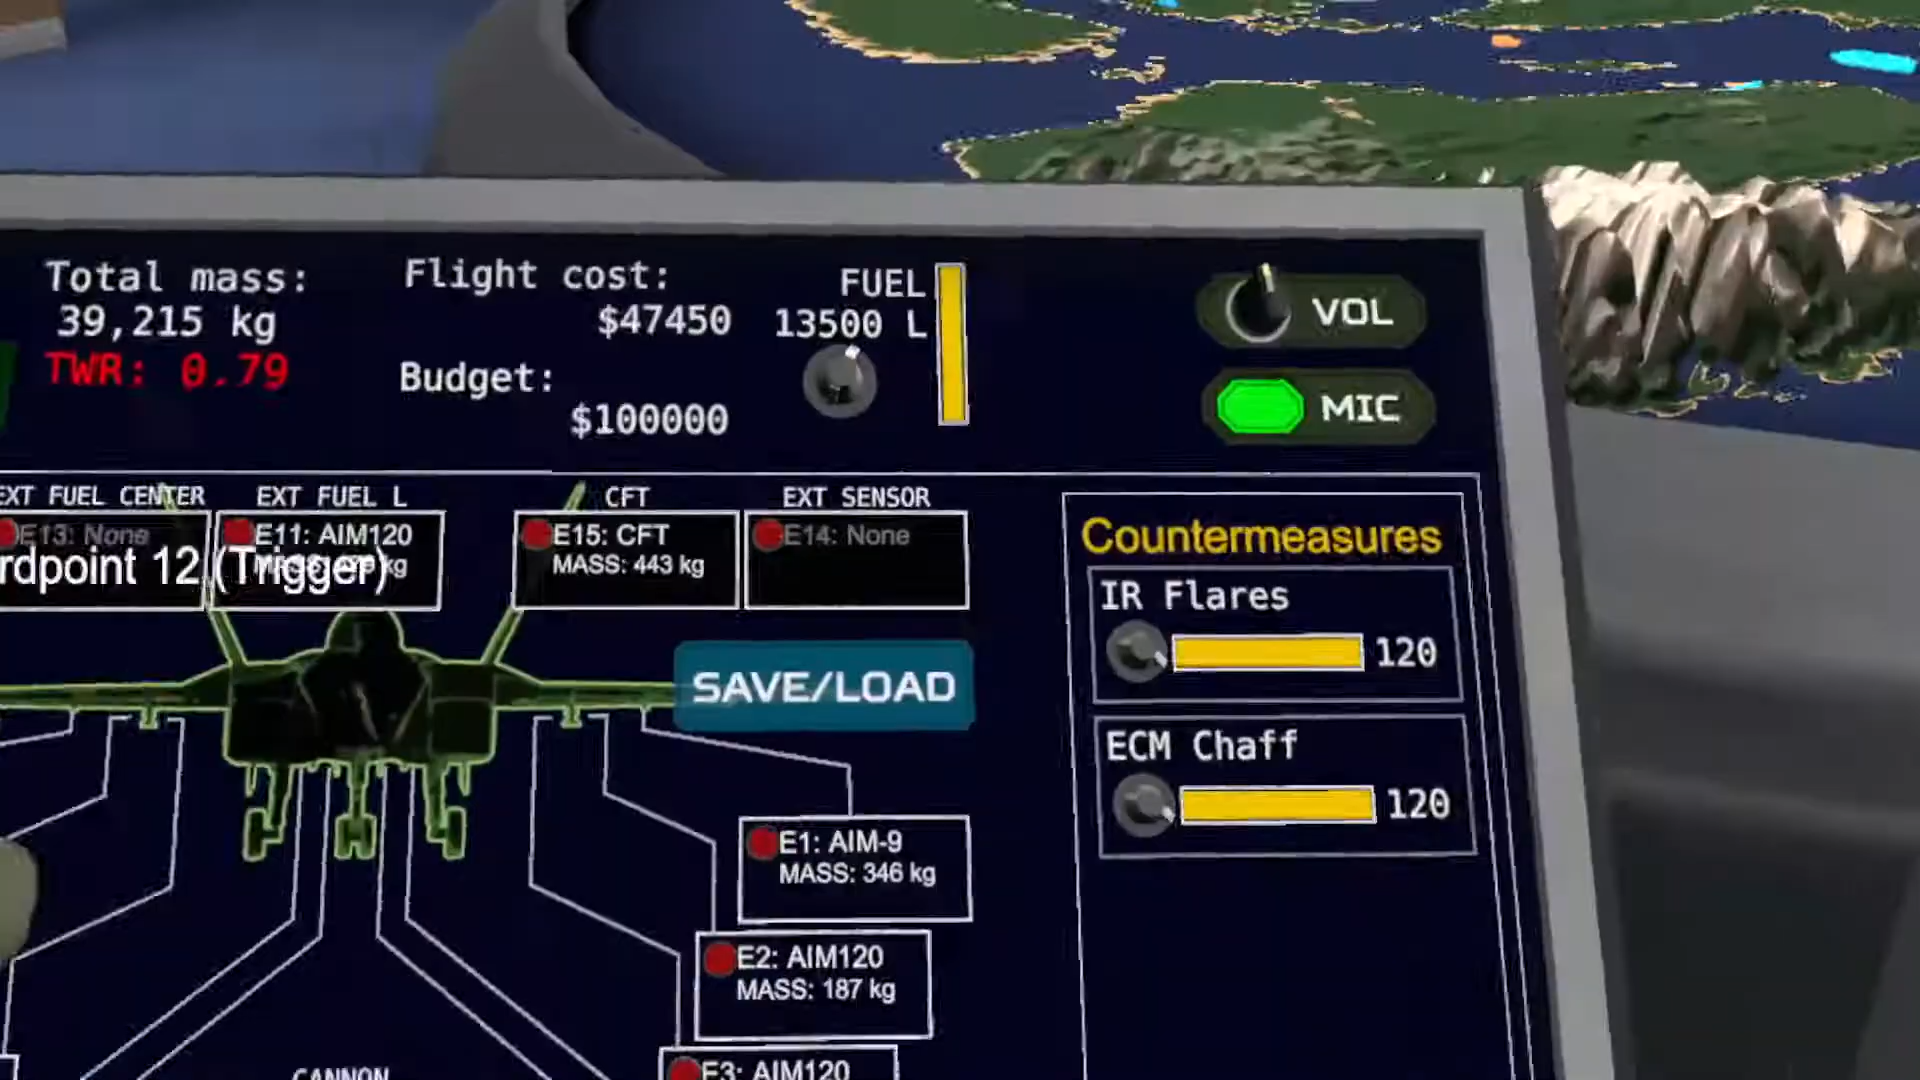 Total mass:
39,215 kg
TWR: 0.79
Flight cost:
$47450
Budget:
$100000
FUEL
13500 L
VOL
MIC
EXT FUEL CENTER
E13: None
EXT FUEL L
E11: AIM120
rdpoint 12 (Trigger)
kg
CFT
E15: CFT
MASS: 443 kg
EXT SENSOR
E14: None
SAVE/LOAD
Countermeasures
IR Flares
120
ECM Chaff
120
E1: AIM-9
MASS: 346 kg
E2: AIM120
MASS: 187 kg
E3: AIM120
CANNON